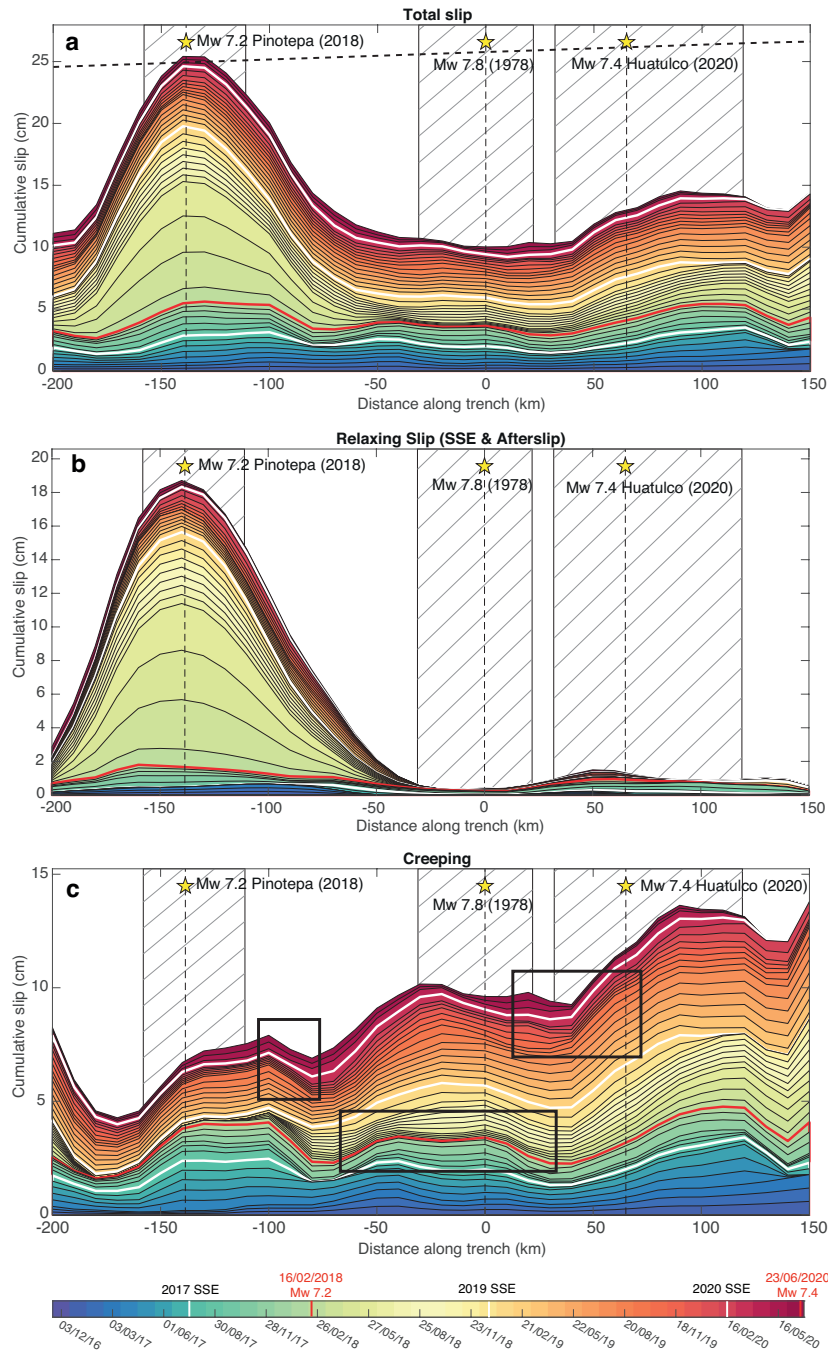 Total slip
a
Mw 7.2 Pinotepa (2018)
Mw 7.8 (1978)
Mw 7.4 Huatulco (2020)
Cumulative slip (cm)
25
20
15
10
5
0
-200 -150 -100 -50 0 50 100 150
Distance along trench (km)
Relaxing Slip (SSE & Afterslip)
b
Mw 7.2 Pinotepa (2018)
Mw 7.8 (1978)
Mw 7.4 Huatulco (2020)
Cumulative slip (cm)
20
18
16
14
12
10
8
6
4
2
0
-200 -150 -100 -50 0 50 100 150
Distance along trench (km)
Creeping
c
Mw 7.2 Pinotepa (2018)
Mw 7.8 (1978)
Mw 7.4 Huatulco (2020)
Cumulative slip (cm)
15
10
5
0
-200 -150 -100 -50 0 50 100 150
Distance along trench (km)
2017 SSE
16/02/2018
Mw 7.2
2019 SSE
2020 SSE
23/06/2020
Mw 7.4
03/12/16 03/03/17 01/06/17 30/08/17 28/11/17 26/02/18 27/05/18 25/08/18 23/11/18 21/02/19 22/05/19 20/08/19 18/11/19 16/02/20 16/05/20